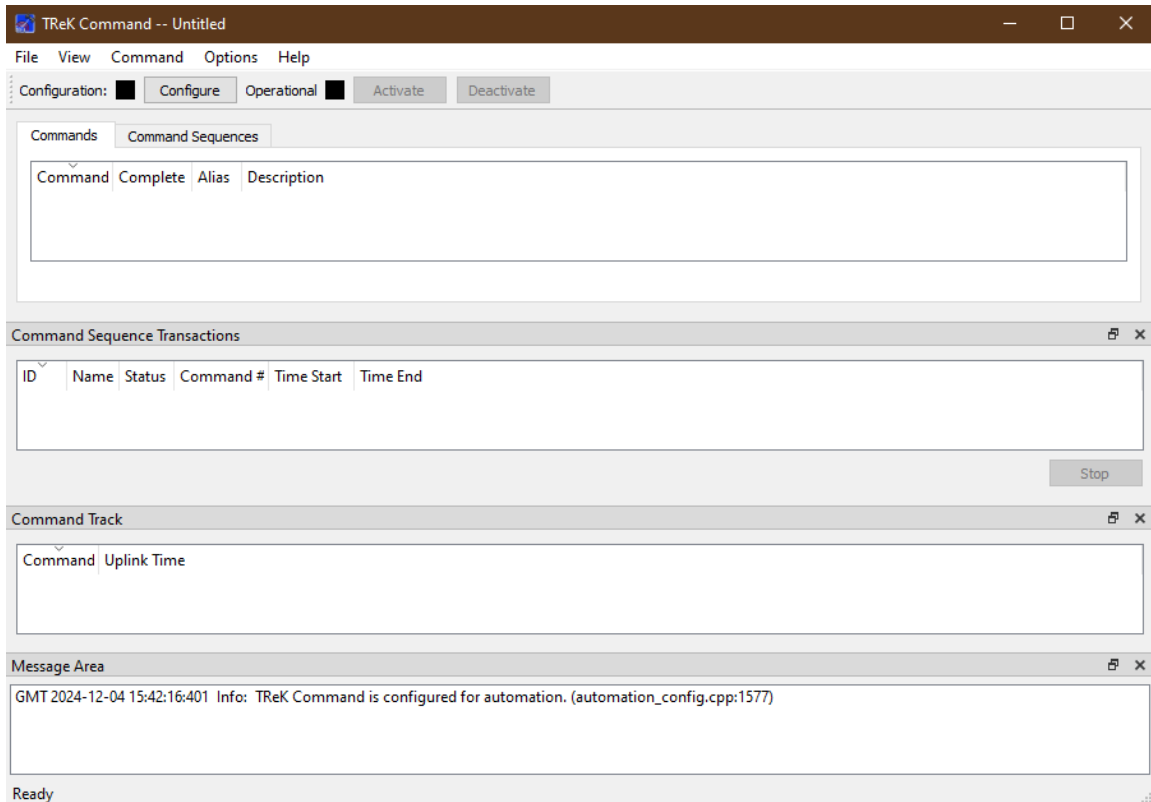 TReK Command -- Untitled
File View Command Options Help
Configuration: Configure Operational Activate Deactivate
Commands Command Sequences
Command Complete Alias Description
Command Sequence Transactions
ID Name Status Command # Time Start Time End
Stop
Command Track
Command Uplink Time
Message Area
GMT 2024-12-04 15:42:16:401 Info: TReK Command is configured for automation. (automation_config.cpp:1577)
Ready